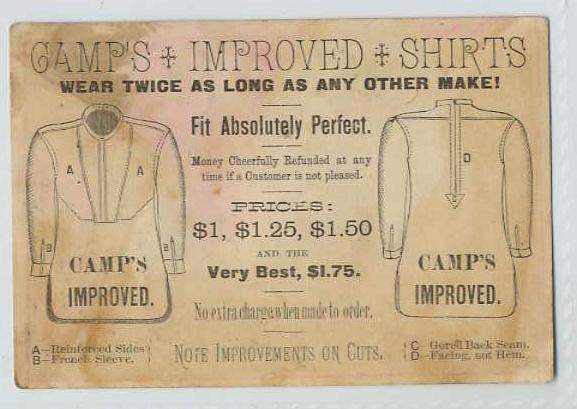 CAMP'S ✢ IMPROVED ✢ SHIRTS
WEAR TWICE AS LONG AS ANY OTHER MAKE!
Fit Absolutely Perfect.
Money Cheerfully Refunded at any
time if a Customer is not pleased.
PRICES:
$1, $1.25, $1.50
AND THE
Very Best, $1.75.
No extra charge when made to order.
NOTE IMPROVEMENTS ON CUTS.
A
A
B
B
CAMP'S
IMPROVED.
A—Reinforced Sides
B—French Sleeve.
D
C
CAMP'S
IMPROVED.
C—Gored Back Seam.
D—Facing, not Hem.